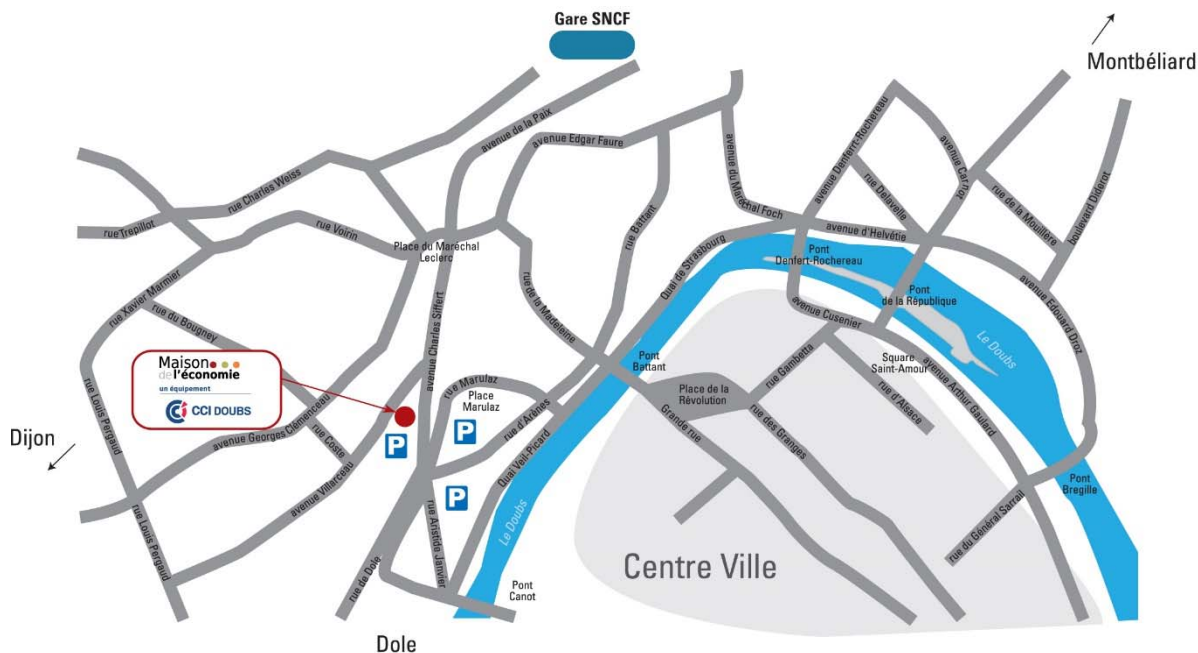 Gare SNCF
Montbéliard
avenue de la Paix
avenue Edgar Faure
avenue du Maréchal Foch
avenue Denfert-Rochereau
avenue Carnot
rue Delavelle
rue de la Mouillère
boulevard Diderot
rue Charles Weiss
rue Trepillot
rue Voirin
Place du Maréchal
Leclerc
rue Battant
Quai de Strasbourg
avenue d'Helvétie
Pont
Denfert-Rochereau
Pont
de la République
avenue Edouard Droz
Le Doubs
rue Xavier Marmier
rue du Bougney
avenue Charles Siffert
rue de la Madeleine
avenue Cusenier
Maison
de l'économie
un équipement
CCI DOUBS
Pont
Battant
rue Gambetta
Square
Saint-Amour
avenue Arthur Gaulard
rue Marulaz
Place
Marulaz
Place de la
Révolution
rue d'Alsace
rue Louis Pergaud
avenue Georges Clémenceau
rue Coste
P
P
rue d'Arènes
Grande rue
rue des Granges
Dijon
avenue Villarceau
P
Quai Veil-Picard
Pont
Bregille
rue Louis Pergaud
rue de Dole
rue Aristide Janvier
Le Doubs
rue du Général Sarrail
Pont
Canot
Centre Ville
Dole